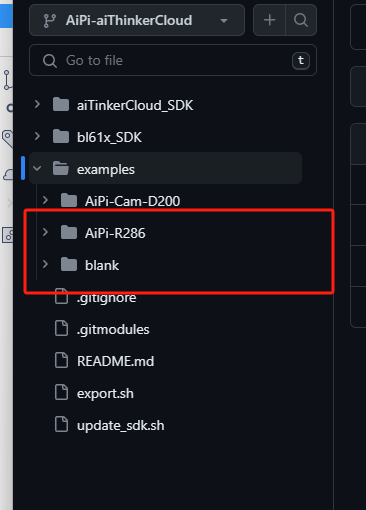 AiPi-aiThinkerCloud
Go to file
t
aiTinkerCloud_SDK
bl61x_SDK
examples
AiPi-Cam-D200
AiPi-R286
blank
.gitignore
.gitmodules
README.md
export.sh
update_sdk.sh